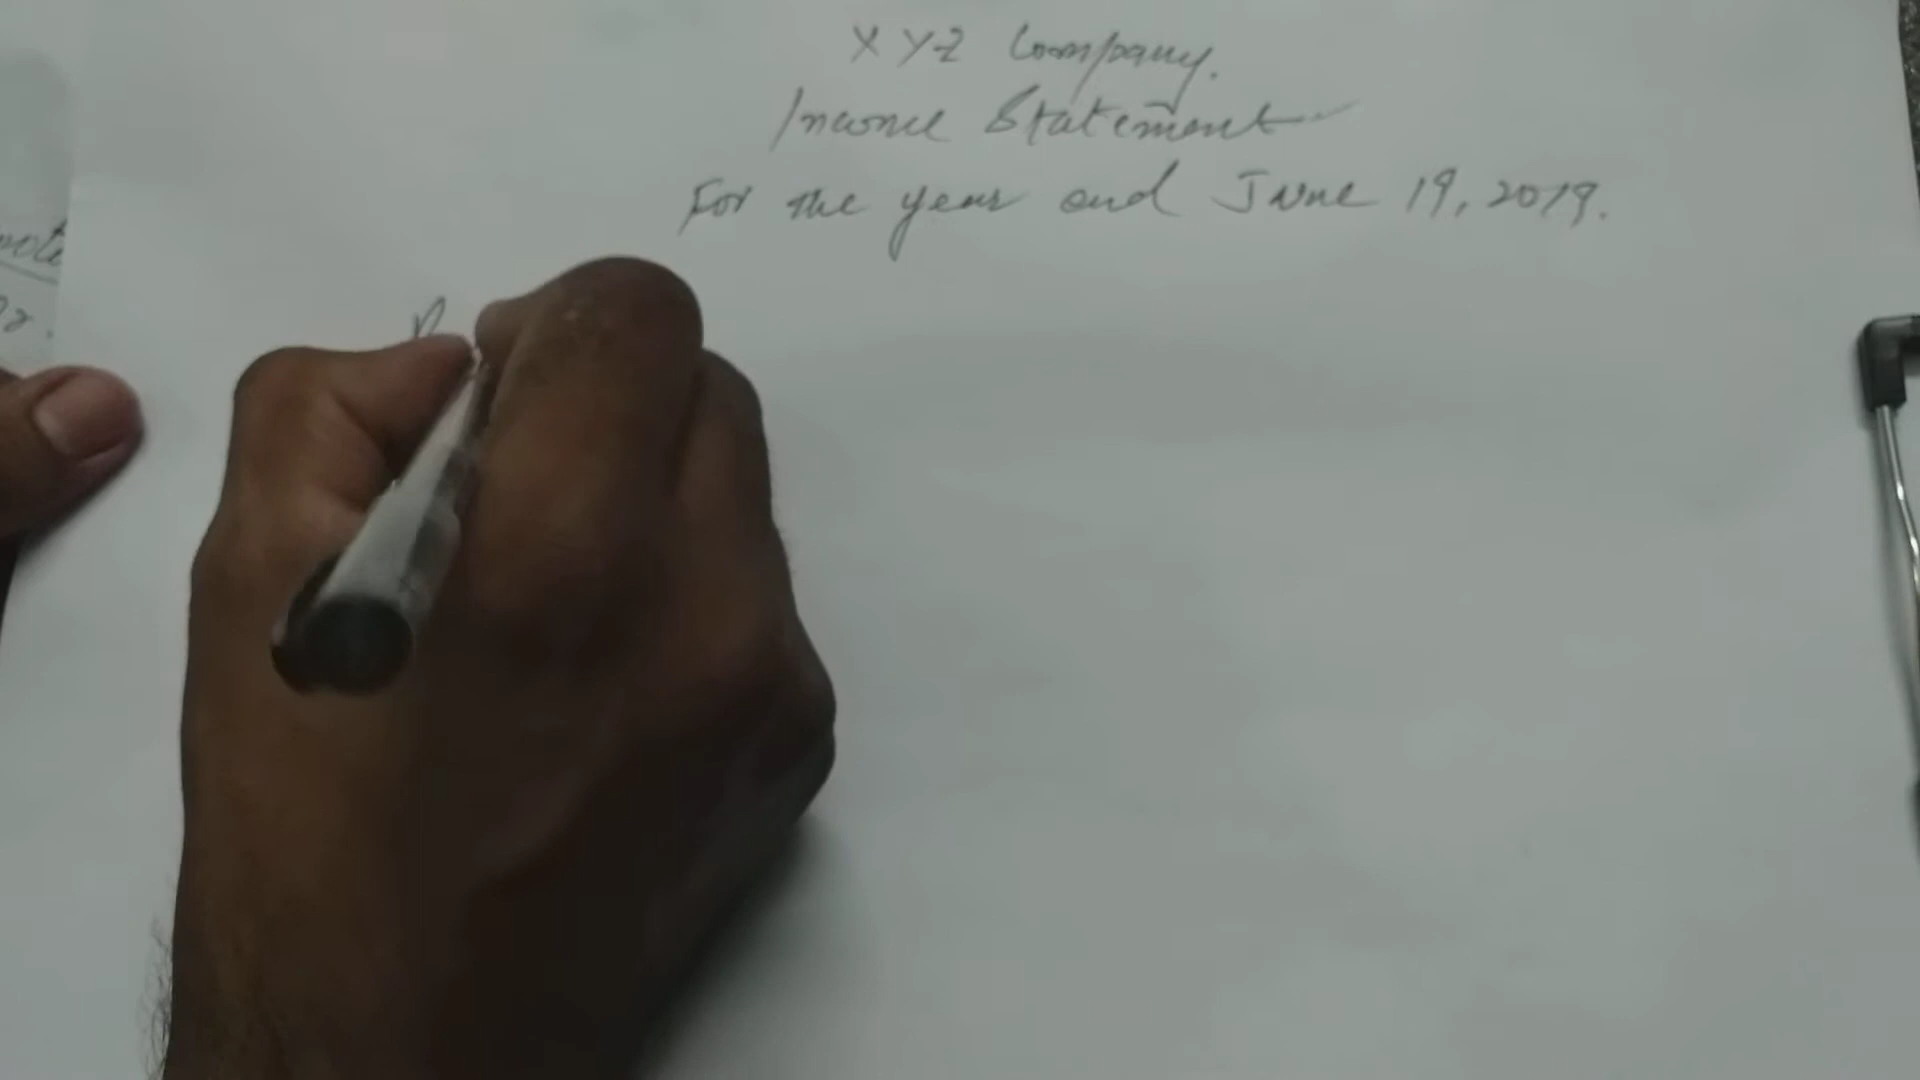 XYZ Company.
Income Statement
For the year end June 19, 2019.